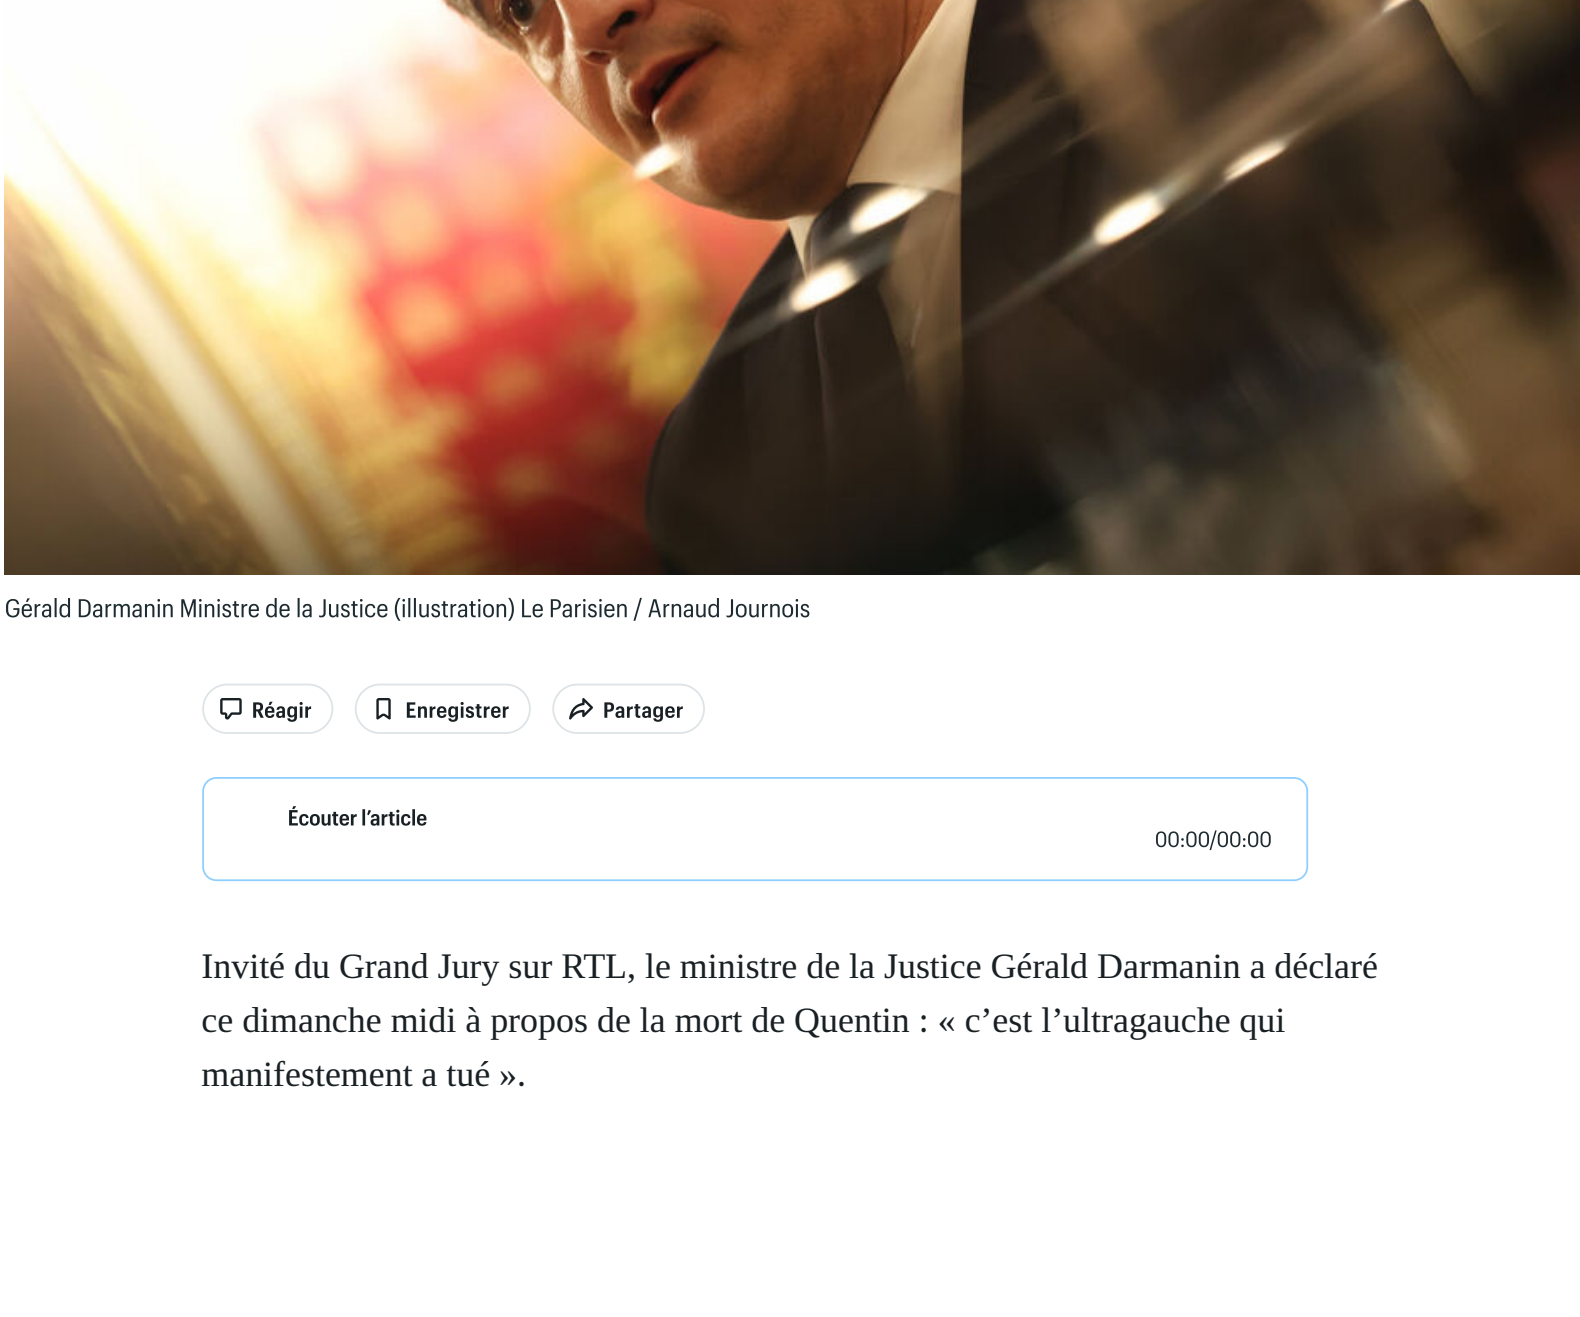 Gérald Darmanin Ministre de la Justice (illustration) Le Parisien / Arnaud Journois
Réagir
Enregistrer
Partager
Écouter l’article
00:00/00:00
Invité du Grand Jury sur RTL, le ministre de la Justice Gérald Darmanin a déclaré
ce dimanche midi à propos de la mort de Quentin : « c’est l’ultragauche qui
manifestement a tué ».